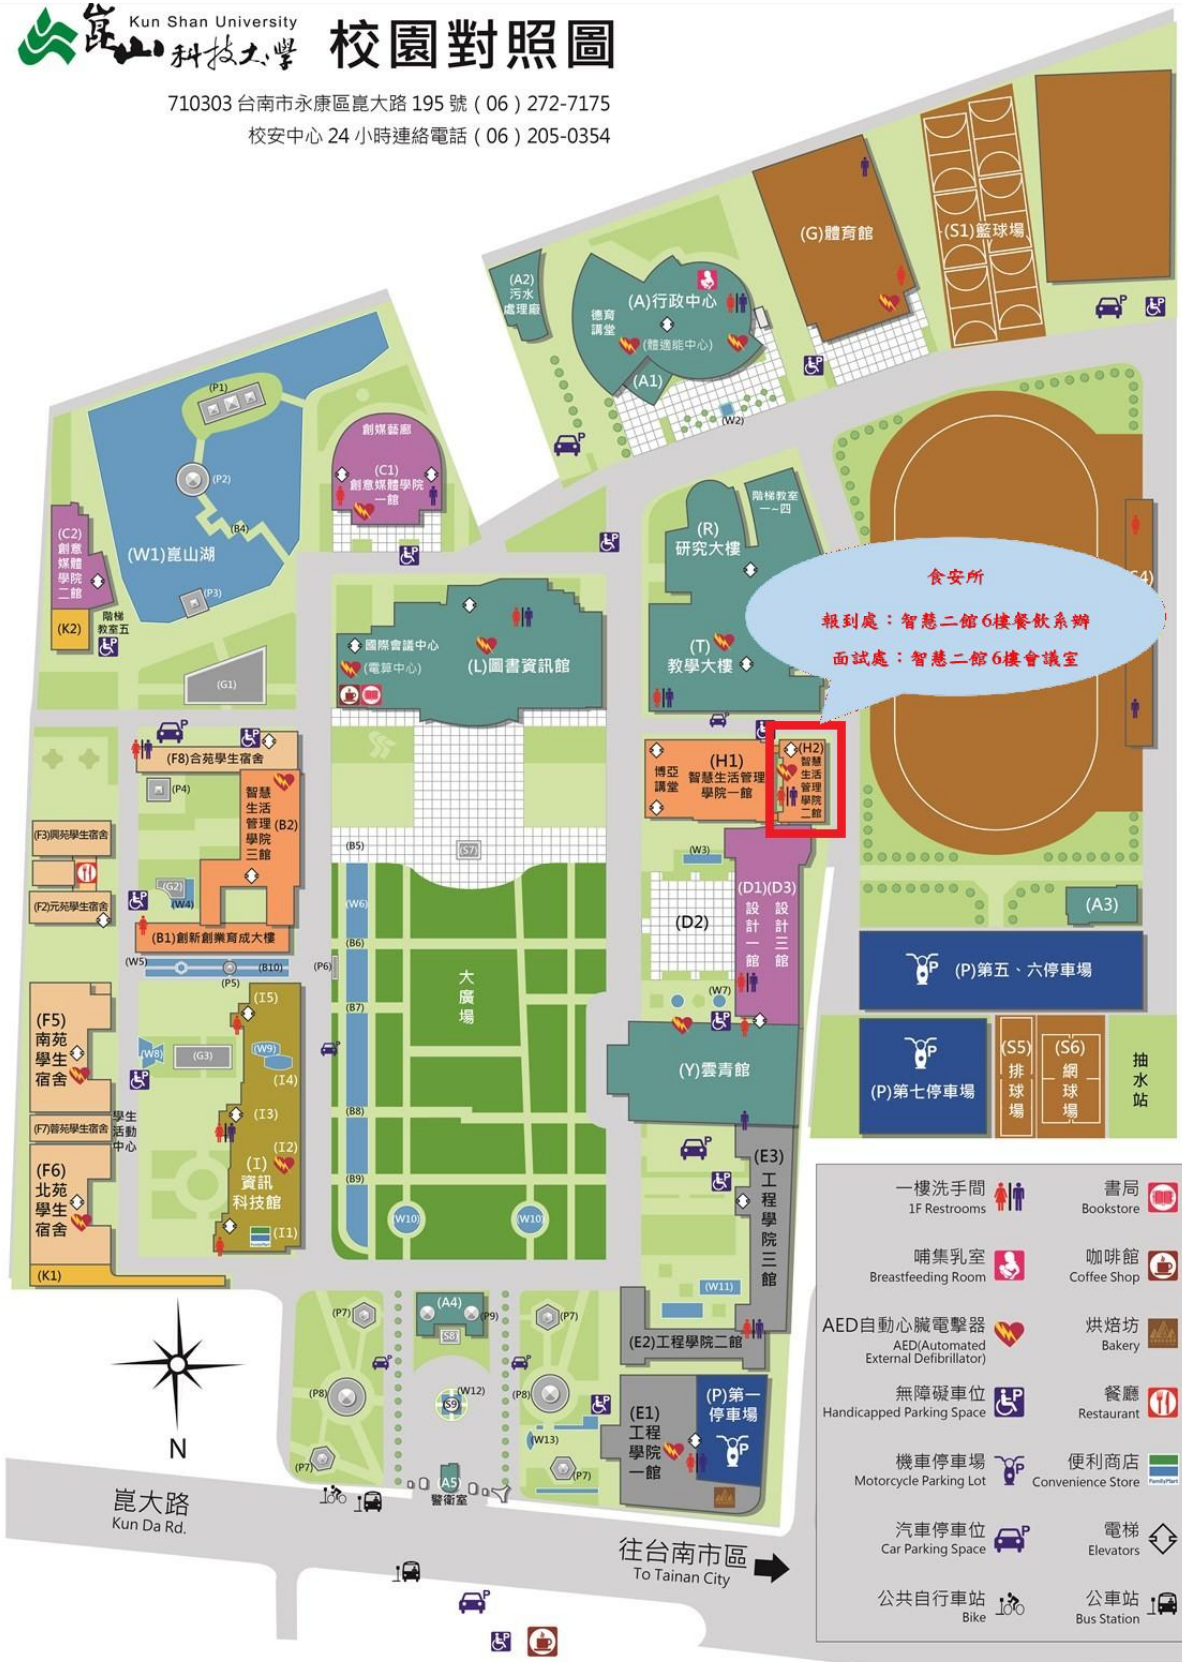 Kun Shan University
崑山科技大學
校園對照圖
710303 台南市永康區崑大路 195 號 ( 06 ) 272-7175
校安中心 24 小時連絡電話 ( 06 ) 205-0354
(G)體育館
(S1)籃球場
(A2)
污水
處理廠
(A)行政中心
德育
講堂
(體適能中心)
(A1)
(W2)
(P1)
(P2)
(B4)
(W1)崑山湖
(P3)
創媒藝廊
(C1)
創意媒體學院
一館
(C2)
創意
媒體
學院
二館
(K2)
階梯
教室五
(G1)
階梯教室
一~四
(R)
研究大樓
(T)
教學大樓
食安所
報到處：智慧二館6樓餐飲系辦
面試處：智慧二館6樓會議室
國際會議中心
(電算中心)
(L)圖書資訊館
(F8)合苑學生宿舍
(P4)
智慧
生活
管理
學院
三館
(B2)
(F3)興苑學生宿舍
(F2)元苑學生宿舍
(G2)
(W4)
(B1)創新創業育成大樓
(W5)
(P5)
(B10)
(P6)
博亞
講堂
(H1)
智慧生活管理
學院一館
(H2)
智慧
生活
管理
學院
二館
(B5)
(S7)
(W6)
(B6)
(B7)
(B8)
(B9)
大廣場
(W10)
(W10)
(W3)
(D1)(D3)
設計一館
設計三館
(D2)
(W7)
(Y)雲青館
(A3)
(P)第五、六停車場
(P)第七停車場
(S5)
排球場
(S6)
網球場
抽水站
(F5)
南苑
學生
宿舍
(F7)蓉苑學生宿舍
(F6)
北苑
學生
宿舍
(K1)
學生
活動
中心
(W8)
(G3)
(W9)
(I5)
(I4)
(I3)
(I2)
(I)
資訊
科技館
(I1)
FamilyMart
(E3)
工程學院三館
(W11)
(E2)工程學院二館
(E1)
工程
學院
一館
(P)第一
停車場
(A4)
(P9)
(S8)
(P7)
(P7)
(P8)
(P8)
(W12)
(S9)
(W13)
(P7)
(P7)
(A5)
警衛室
N
崑大路
Kun Da Rd.
往台南市區
To Tainan City
一樓洗手間
1F Restrooms
書局
Bookstore
哺集乳室
Breastfeeding Room
咖啡館
Coffee Shop
AED自動心臟電擊器
AED(Automated
External Defibrillator)
烘焙坊
Bakery
無障礙車位
Handicapped Parking Space
餐廳
Restaurant
機車停車場
Motorcycle Parking Lot
便利商店
Convenience Store
FamilyMart
汽車停車位
Car Parking Space
電梯
Elevators
公共自行車站
Bike
公車站
Bus Station